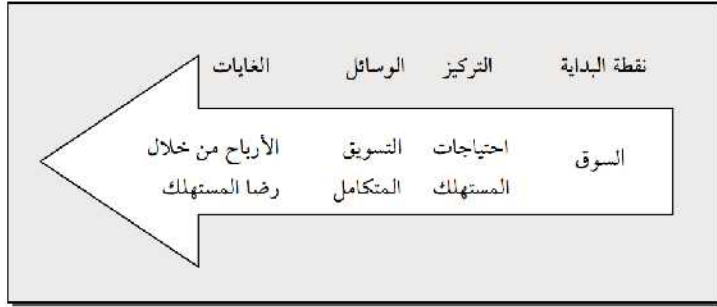 نقطة البداية التركيز الوسائل الغايات
السوق
احتياجات التسويق الأرباح من خلال
المستهلك المتكامل رضا المستهلك